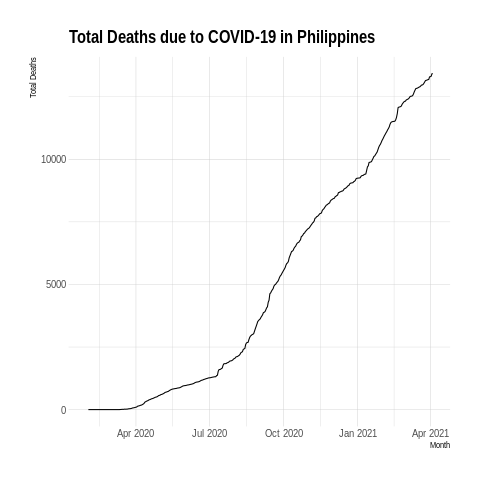 Total Deaths due to COVID-19 in Philippines
Total Deaths
10000
5000
0
Apr 2020 Jul 2020 Oct 2020 Jan 2021 Apr 2021
Month